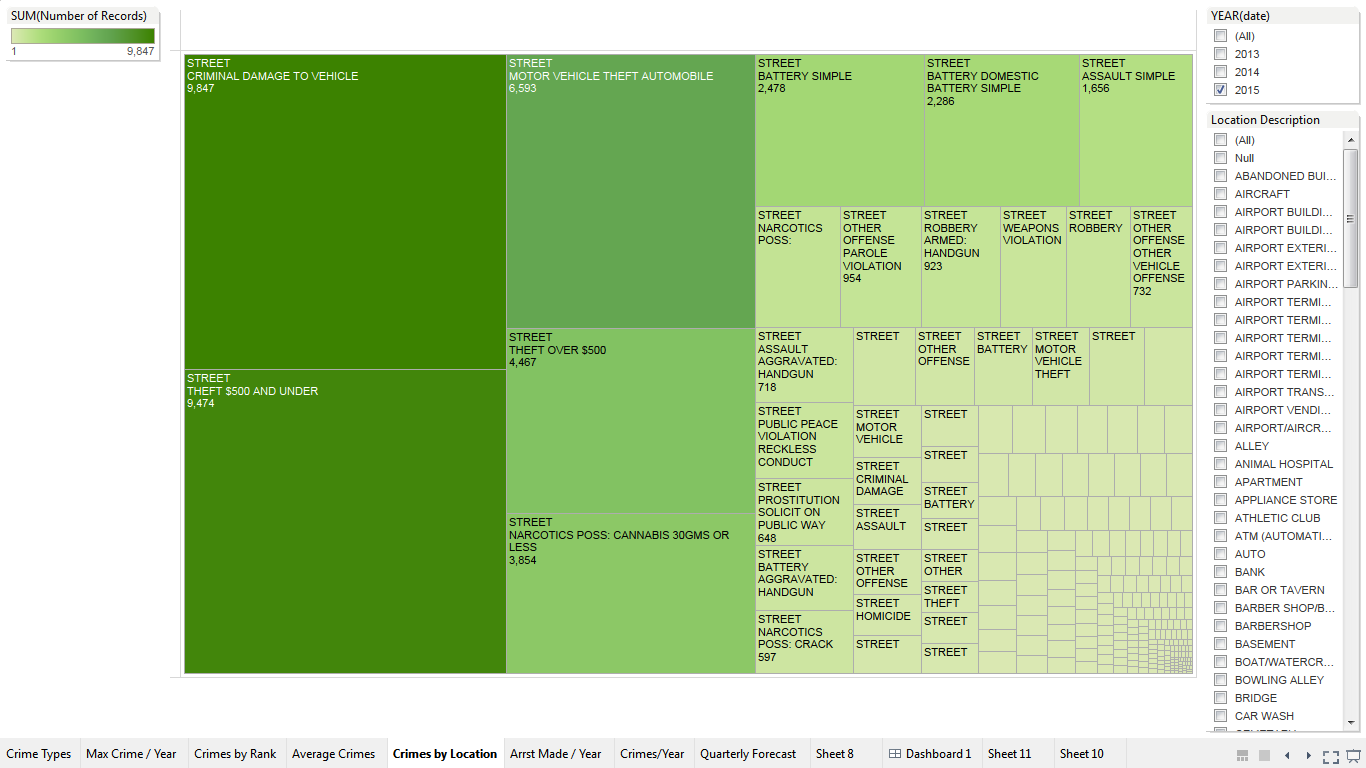 SUM(Number of Records)
1 9,847
STREET
CRIMINAL DAMAGE TO VEHICLE
9,847
STREET
THEFT $500 AND UNDER
9,474
STREET
MOTOR VEHICLE THEFT AUTOMOBILE
6,593
STREET
THEFT OVER $500
4,467
STREET
NARCOTICS POSS: CANNABIS 30GMS OR
LESS
3,854
STREET
BATTERY SIMPLE
2,478
STREET
BATTERY DOMESTIC
BATTERY SIMPLE
2,286
STREET
ASSAULT SIMPLE
1,656
STREET
NARCOTICS
POSS:
STREET
OTHER
OFFENSE
PAROLE
VIOLATION
954
STREET
ROBBERY
ARMED:
HANDGUN
923
STREET
WEAPONS
VIOLATION
STREET
ROBBERY
STREET
OTHER
OFFENSE
OTHER
VEHICLE
OFFENSE
732
STREET
ASSAULT
AGGRAVATED:
HANDGUN
718
STREET
PUBLIC PEACE
VIOLATION
RECKLESS
CONDUCT
STREET
PROSTITUTION
SOLICIT ON
PUBLIC WAY
648
STREET
BATTERY
AGGRAVATED:
HANDGUN
STREET
NARCOTICS
POSS: CRACK
597
STREET
STREET
OTHER
OFFENSE
STREET
BATTERY
STREET
MOTOR
VEHICLE
THEFT
STREET
STREET
MOTOR
VEHICLE
STREET
CRIMINAL
DAMAGE
STREET
ASSAULT
STREET
OTHER
OFFENSE
STREET
HOMICIDE
STREET
STREET
STREET
STREET
BATTERY
STREET
STREET
OTHER
STREET
THEFT
STREET
STREET
YEAR(date)
(All)
2013
2014
2015
Location Description
(All)
Null
ABANDONED BUI...
AIRCRAFT
AIRPORT BUILDI...
AIRPORT BUILDI...
AIRPORT EXTERI...
AIRPORT EXTERI...
AIRPORT PARKIN...
AIRPORT TERMI...
AIRPORT TERMI...
AIRPORT TERMI...
AIRPORT TERMI...
AIRPORT TERMI...
AIRPORT TRANS...
AIRPORT VENDI...
AIRPORT/AIRCR...
ALLEY
ANIMAL HOSPITAL
APARTMENT
APPLIANCE STORE
ATHLETIC CLUB
ATM (AUTOMATI...
AUTO
BANK
BAR OR TAVERN
BARBER SHOP/B...
BARBERSHOP
BASEMENT
BOAT/WATERCR...
BOWLING ALLEY
BRIDGE
CAR WASH
Crime Types Max Crime / Year Crimes by Rank Average Crimes Crimes by Location Arrst Made / Year Crimes/Year Quarterly Forecast Sheet 8 Dashboard 1 Sheet 11 Sheet 10